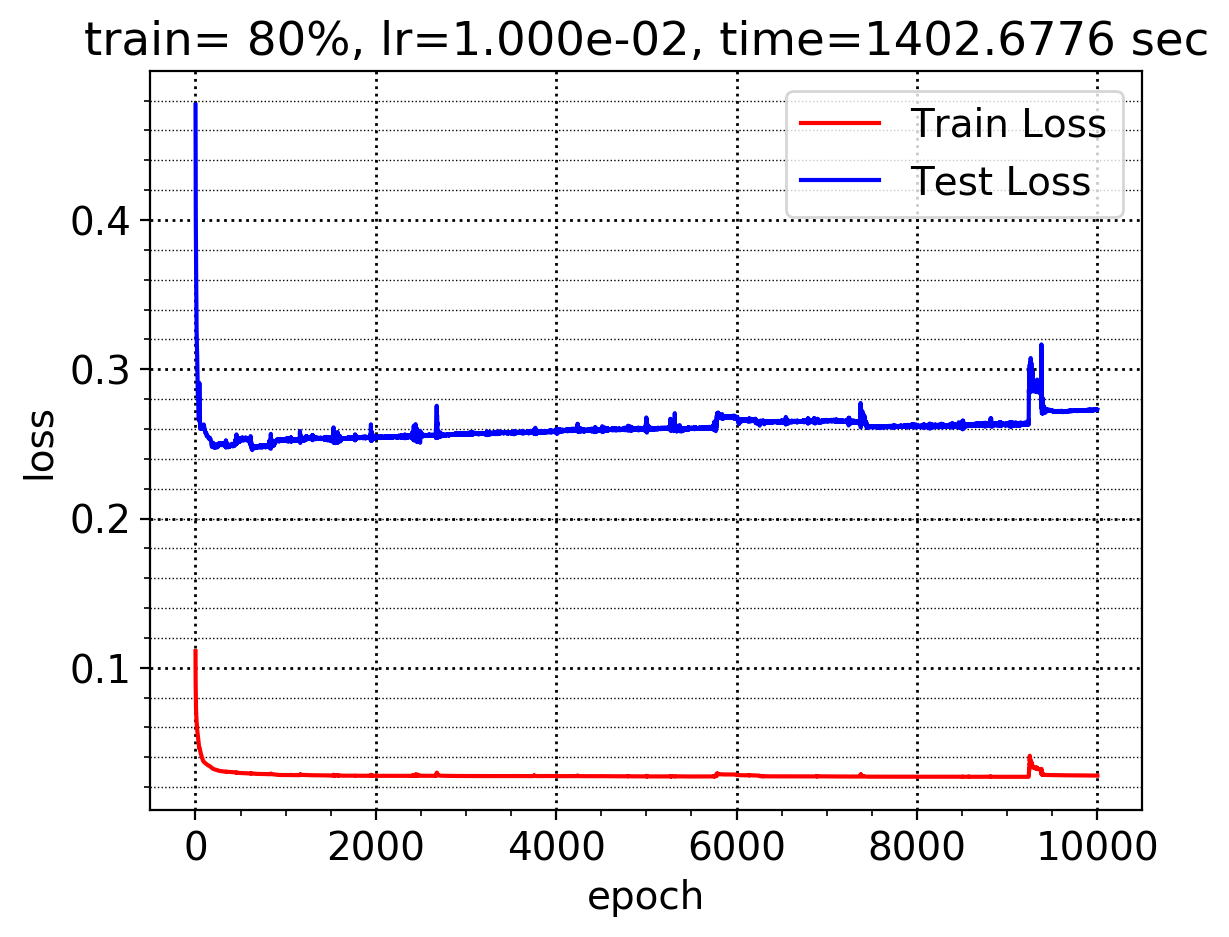 train= 80%, lr=1.000e-02, time=1402.6776 sec
Train Loss
Test Loss
0.4
0.3
0.2
0.1
loss
0 2000 4000 6000 8000 10000
epoch